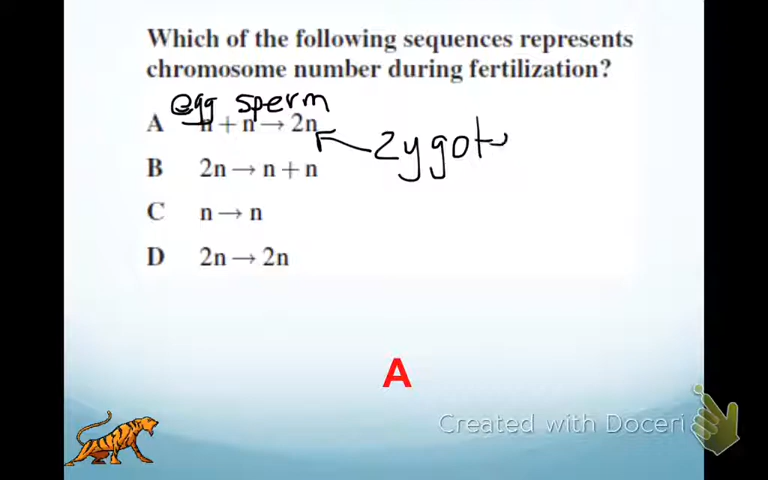 Which of the following sequences represents
chromosome number during fertilization?
egg sperm
A n + n → 2n
zygot
B 2n → n + n
C n → n
D 2n → 2n
A
Created with Doceri